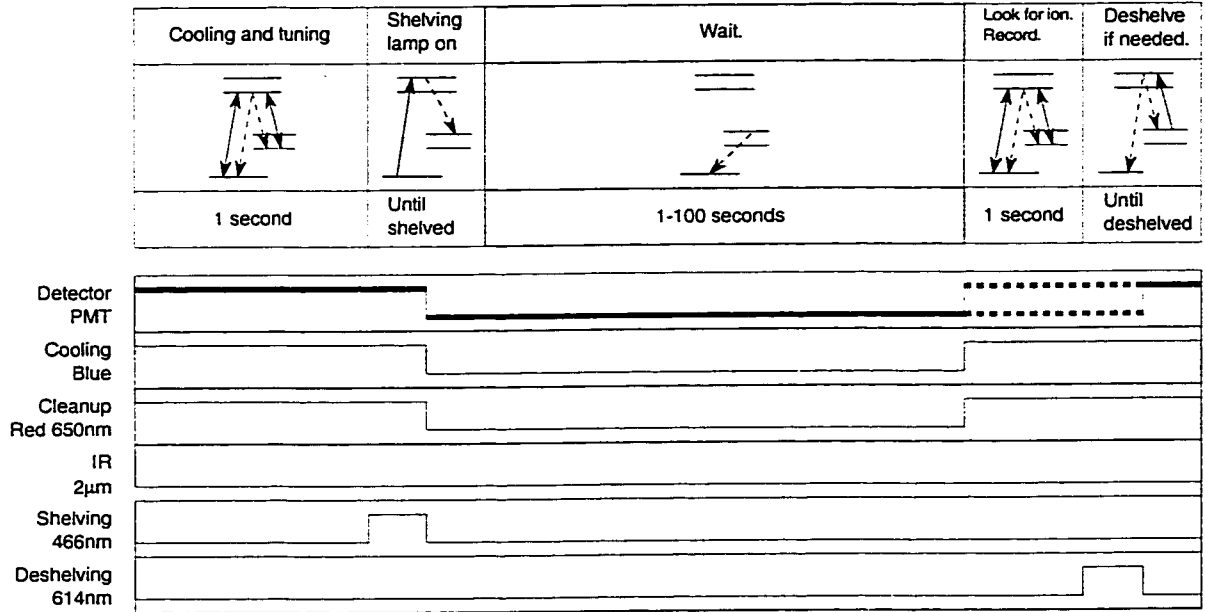 Cooling and tuning
Shelving
lamp on
Wait.
Look for ion.
Record.
Deshelve
if needed.
1 second
Until
shelved
1-100 seconds
1 second
Until
deshelved
Detector
PMT
Cooling
Blue
Cleanup
Red 650nm
IR
2µm
Shelving
466nm
Deshelving
614nm